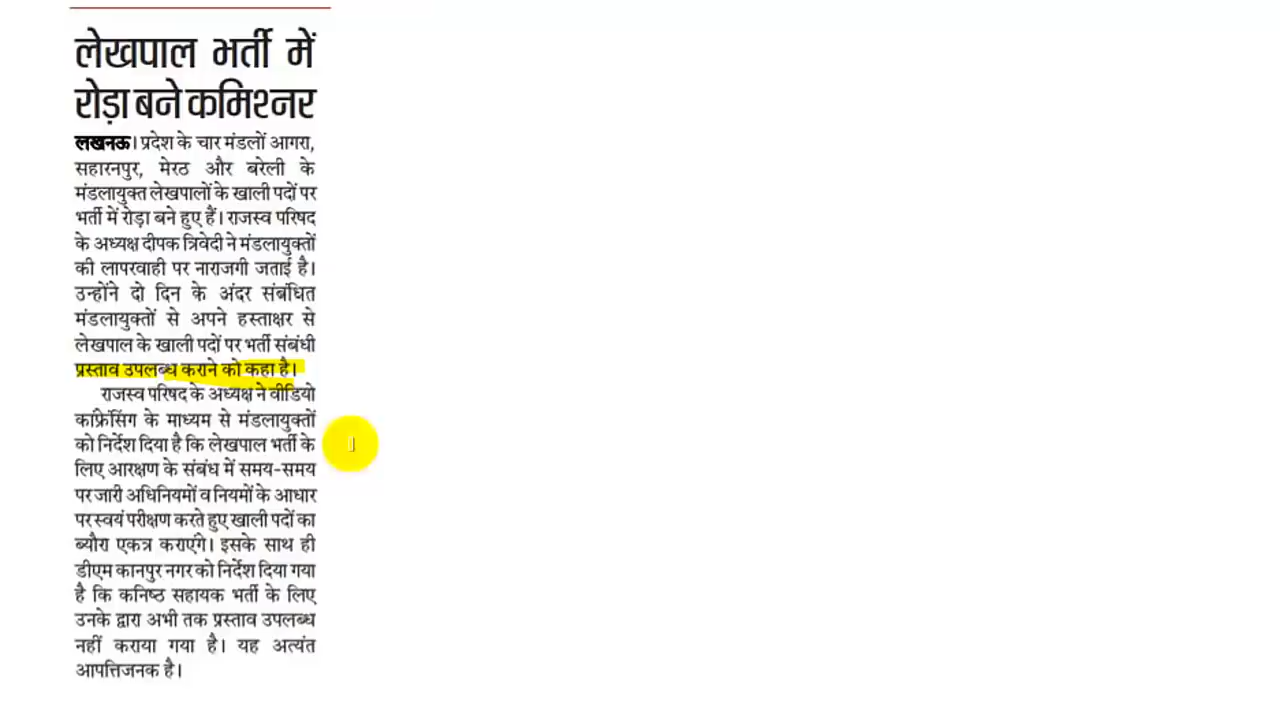 लेखपाल भर्ती में
रोड़ा बने कमिश्नर
लखनऊ। प्रदेश के चार मंडलों आगरा,
सहारनपुर, मेरठ और बरेली के
मंडलायुक्त लेखपालों के खाली पदों पर
भर्ती में रोड़ा बने हुए हैं। राजस्व परिषद
के अध्यक्ष दीपक त्रिवेदी ने मंडलायुक्तों
की लापरवाही पर नाराजगी जताई है।
उन्होंने दो दिन के अंदर संबंधित
मंडलायुक्तों से अपने हस्ताक्षर से
लेखपाल के खाली पदों पर भर्ती संबंधी
प्रस्ताव उपलब्ध कराने को कहा है।
राजस्व परिषद के अध्यक्ष ने वीडियो
कांफ्रेंसिंग के माध्यम से मंडलायुक्तों
को निर्देश दिया है कि लेखपाल भर्ती के
लिए आरक्षण के संबंध में समय-समय
पर जारी अधिनियमों व नियमों के आधार
पर स्वयं परीक्षण करते हुए खाली पदों का
ब्यौरा एकत्र कराएंगे। इसके साथ ही
डीएम कानपुर नगर को निर्देश दिया गया
है कि कनिष्ठ सहायक भर्ती के लिए
उनके द्वारा अभी तक प्रस्ताव उपलब्ध
नहीं कराया गया है। यह अत्यंत
आपत्तिजनक है।